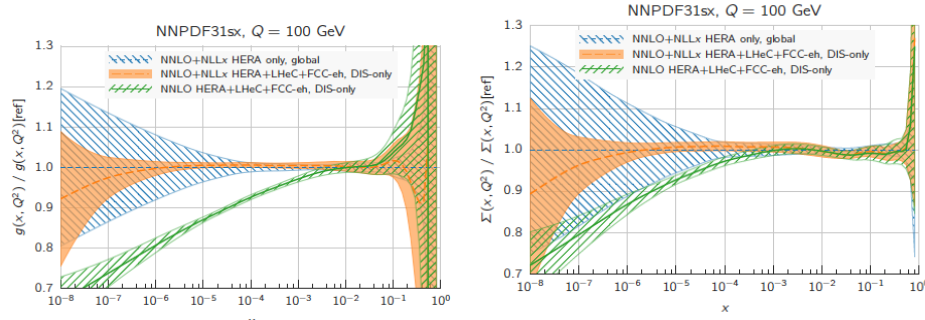 NNPDF31sx, Q = 100 GeV
g(x, Q²) / g(x, Q²)[ref]
1.3
1.2
1.1
1.0
0.9
0.8
0.7
NNLO+NLLx HERA only, global
NNLO+NLLx HERA+LHeC+FCC-eh, DIS-only
NNLO HERA+LHeC+FCC-eh, DIS-only
10⁻⁸ 10⁻⁷ 10⁻⁶ 10⁻⁵ 10⁻⁴ 10⁻³ 10⁻² 10⁻¹ 10⁰
NNPDF31sx, Q = 100 GeV
Σ(x, Q²) / Σ(x, Q²)[ref]
1.3
1.2
1.1
1.0
0.9
0.8
0.7
NNLO+NLLx HERA only, global
NNLO+NLLx HERA+LHeC+FCC-eh, DIS-only
NNLO HERA+LHeC+FCC-eh, DIS-only
10⁻⁸ 10⁻⁷ 10⁻⁶ 10⁻⁵ 10⁻⁴ 10⁻³ 10⁻² 10⁻¹ 10⁰
x